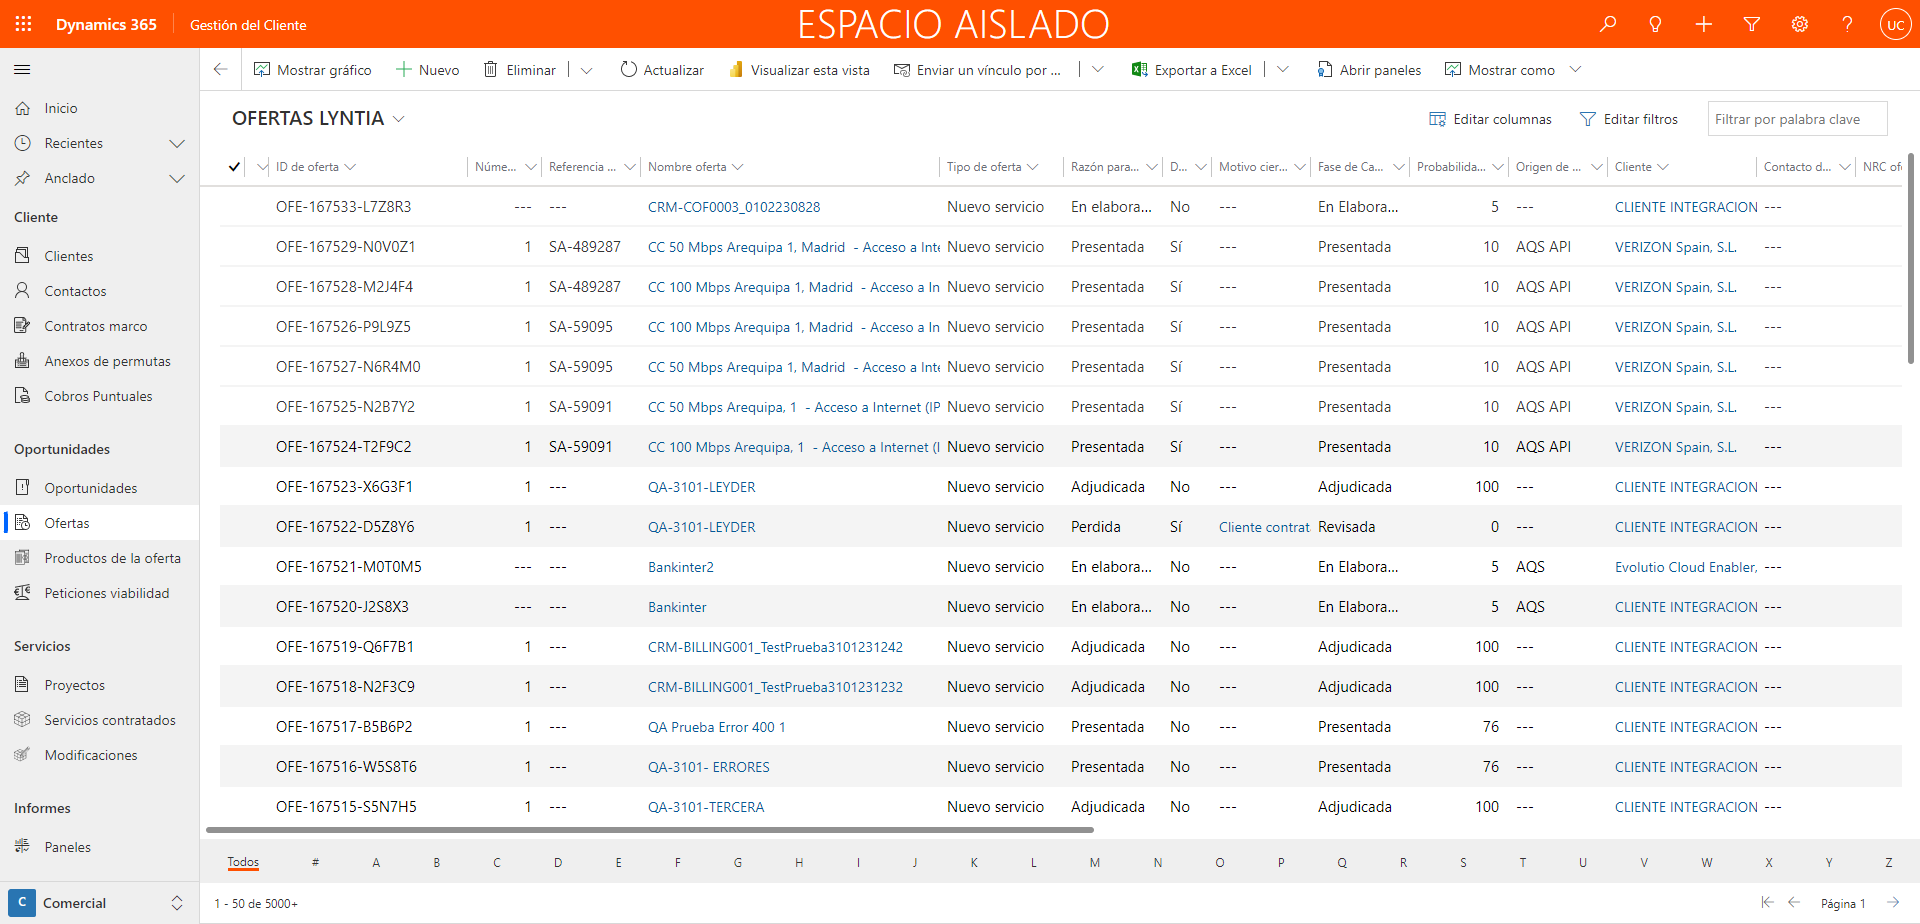 Dynamics 365 Gestión del Cliente ESPACIO AISLADO UC
Mostrar gráfico Nuevo Eliminar Actualizar Visualizar esta vista Enviar un vínculo por ... Exportar a Excel Abrir paneles Mostrar como
Inicio
Recientes
Anclado
Cliente
Clientes
Contactos
Contratos marco
Anexos de permutas
Cobros Puntuales
Oportunidades
Oportunidades
Ofertas
Productos de la oferta
Peticiones viabilidad
Servicios
Proyectos
Servicios contratados
Modificaciones
Informes
Paneles
C Comercial
OFERTAS LYNTIA Editar columnas Editar filtros Filtrar por palabra clave
ID de oferta Núme... Referencia ... Nombre oferta Tipo de oferta Razón para... D... Motivo cier... Fase de Ca... Probabilida... Origen de ... Cliente Contacto d... NRC of
OFE-167533-L7Z8R3 --- --- CRM-COF0003_0102230828 Nuevo servicio En elabora... No --- En Elabora... 5 --- CLIENTE INTEGRACION ---
OFE-167529-N0V0Z1 1 SA-489287 CC 50 Mbps Arequipa 1, Madrid - Acceso a Inte Nuevo servicio Presentada Sí --- Presentada 10 AQS API VERIZON Spain, S.L. ---
OFE-167528-M2J4F4 1 SA-489287 CC 100 Mbps Arequipa 1, Madrid - Acceso a In Nuevo servicio Presentada Sí --- Presentada 10 AQS API VERIZON Spain, S.L. ---
OFE-167526-P9L9Z5 1 SA-59095 CC 100 Mbps Arequipa 1, Madrid - Acceso a In Nuevo servicio Presentada Sí --- Presentada 10 AQS API VERIZON Spain, S.L. ---
OFE-167527-N6R4M0 1 SA-59095 CC 50 Mbps Arequipa 1, Madrid - Acceso a Inte Nuevo servicio Presentada Sí --- Presentada 10 AQS API VERIZON Spain, S.L. ---
OFE-167525-N2B7Y2 1 SA-59091 CC 50 Mbps Arequipa, 1 - Acceso a Internet (IP Nuevo servicio Presentada Sí --- Presentada 10 AQS API VERIZON Spain, S.L. ---
OFE-167524-T2F9C2 1 SA-59091 CC 100 Mbps Arequipa, 1 - Acceso a Internet (I Nuevo servicio Presentada Sí --- Presentada 10 AQS API VERIZON Spain, S.L. ---
OFE-167523-X6G3F1 1 --- QA-3101-LEYDER Nuevo servicio Adjudicada No --- Adjudicada 100 --- CLIENTE INTEGRACION ---
OFE-167522-D5Z8Y6 1 --- QA-3101-LEYDER Nuevo servicio Perdida Sí Cliente contrat Revisada 0 --- CLIENTE INTEGRACION ---
OFE-167521-M0T0M5 --- --- Bankinter2 Nuevo servicio En elabora... No --- En Elabora... 5 AQS Evolutio Cloud Enabler, ---
OFE-167520-J2S8X3 --- --- Bankinter Nuevo servicio En elabora... No --- En Elabora... 5 AQS CLIENTE INTEGRACION ---
OFE-167519-Q6F7B1 1 --- CRM-BILLING001_TestPrueba3101231242 Nuevo servicio Adjudicada No --- Adjudicada 100 --- CLIENTE INTEGRACION ---
OFE-167518-N2F3C9 1 --- CRM-BILLING001_TestPrueba3101231232 Nuevo servicio Adjudicada No --- Adjudicada 100 --- CLIENTE INTEGRACION ---
OFE-167517-B5B6P2 1 --- QA Prueba Error 400 1 Nuevo servicio Presentada No --- Presentada 76 --- CLIENTE INTEGRACION ---
OFE-167516-W5S8T6 1 --- QA-3101- ERRORES Nuevo servicio Presentada No --- Presentada 76 --- CLIENTE INTEGRACION ---
OFE-167515-S5N7H5 1 --- QA-3101-TERCERA Nuevo servicio Adjudicada No --- Adjudicada 100 --- CLIENTE INTEGRACION ---
Todos # A B C D E F G H I J K L M N O P Q R S T U V W X Y Z
1 - 50 de 5000+ Página 1